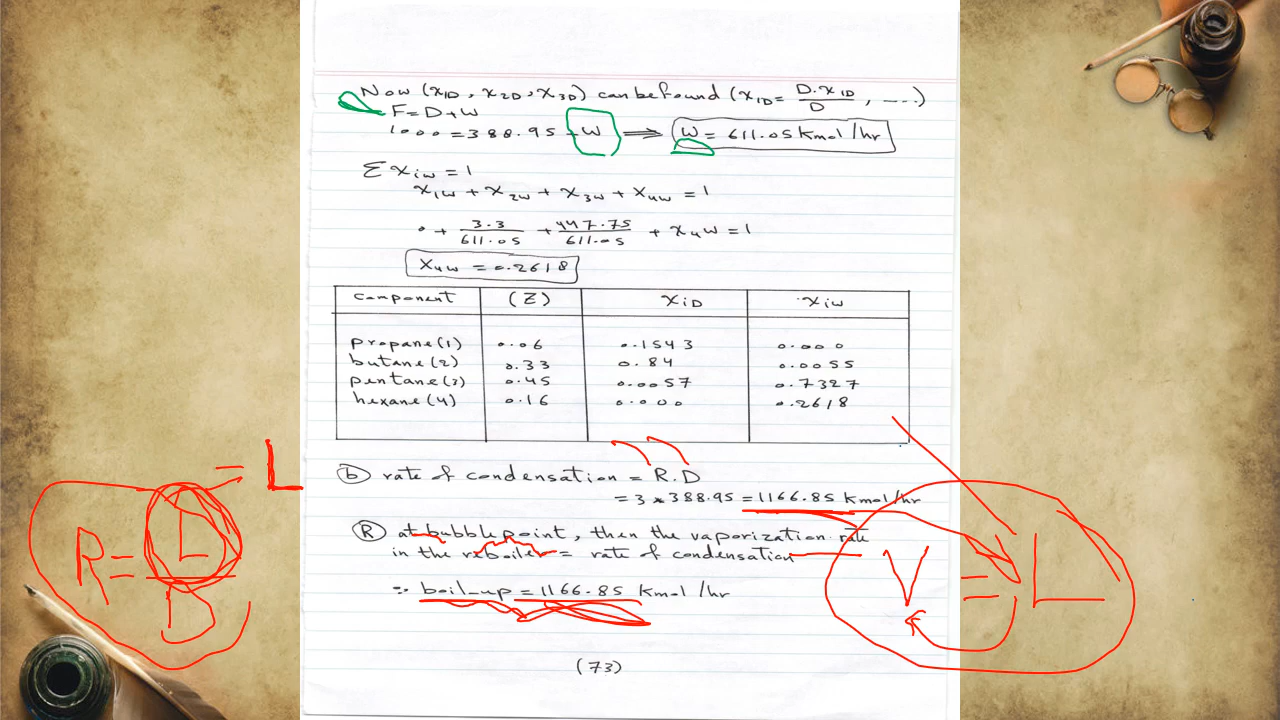 Now (x1D, x2D, x3D) can be found (x1D = D.x1D/D, ....)
F = D + W
1000 = 388.95 + W ⟹ W = 611.05 Kmol/hr
Σ xiw = 1
x1w + x2w + x3w + x4w = 1
0 + 3.3/611.05 + 447.75/611.05 + x4w = 1
x4w = 0.2618
component (Z) xiD xiw
propane (1) 0.06 0.1543 0.000
butane (2) 0.33 0.84 0.0055
pentane (3) 0.45 0.0057 0.7327
hexane (4) 0.16 0.000 0.2618
(b) rate of condensation = R.D
= 3 * 388.95 = 1166.85 Kmol/hr
(R) at bubble point, then the vaporization rate
in the reboiler = rate of condensation
∴ boil-up = 1166.85 Kmol/hr
R = L/D
= L
V = L
(73)